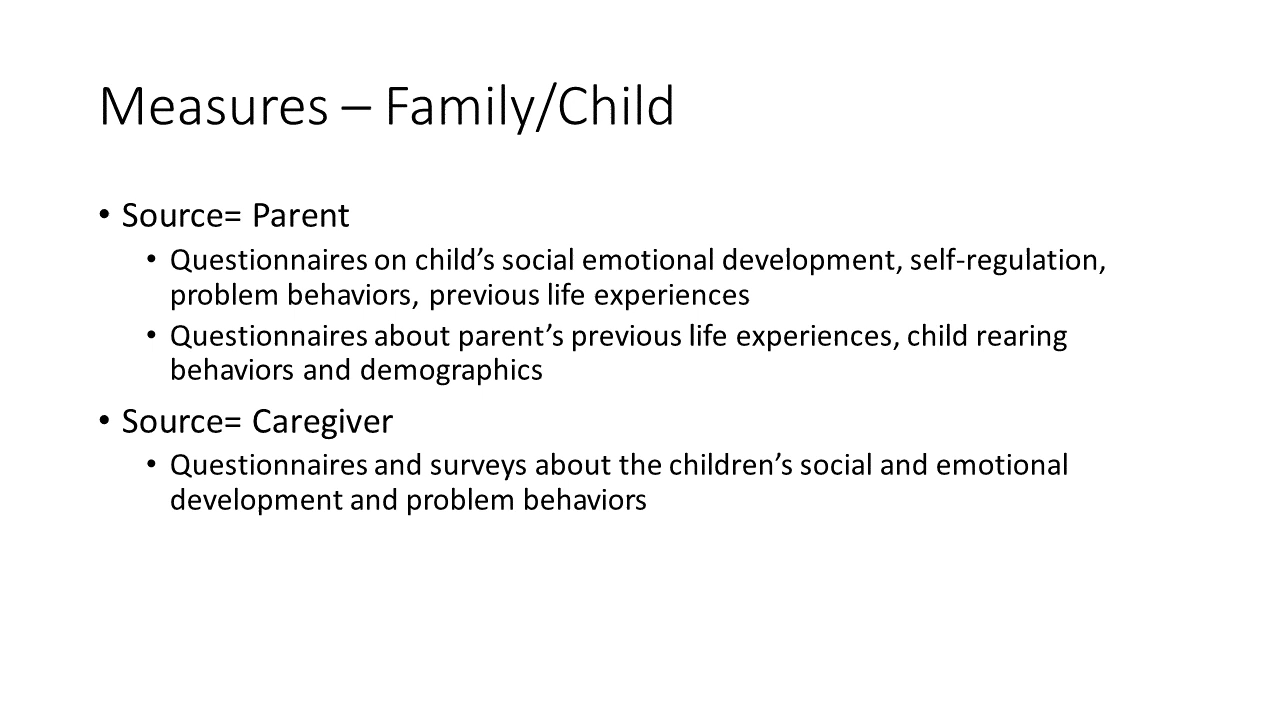 Measures – Family/Child
• Source= Parent
• Questionnaires on child’s social emotional development, self-regulation,
problem behaviors, previous life experiences
• Questionnaires about parent’s previous life experiences, child rearing
behaviors and demographics
• Source= Caregiver
• Questionnaires and surveys about the children’s social and emotional
development and problem behaviors